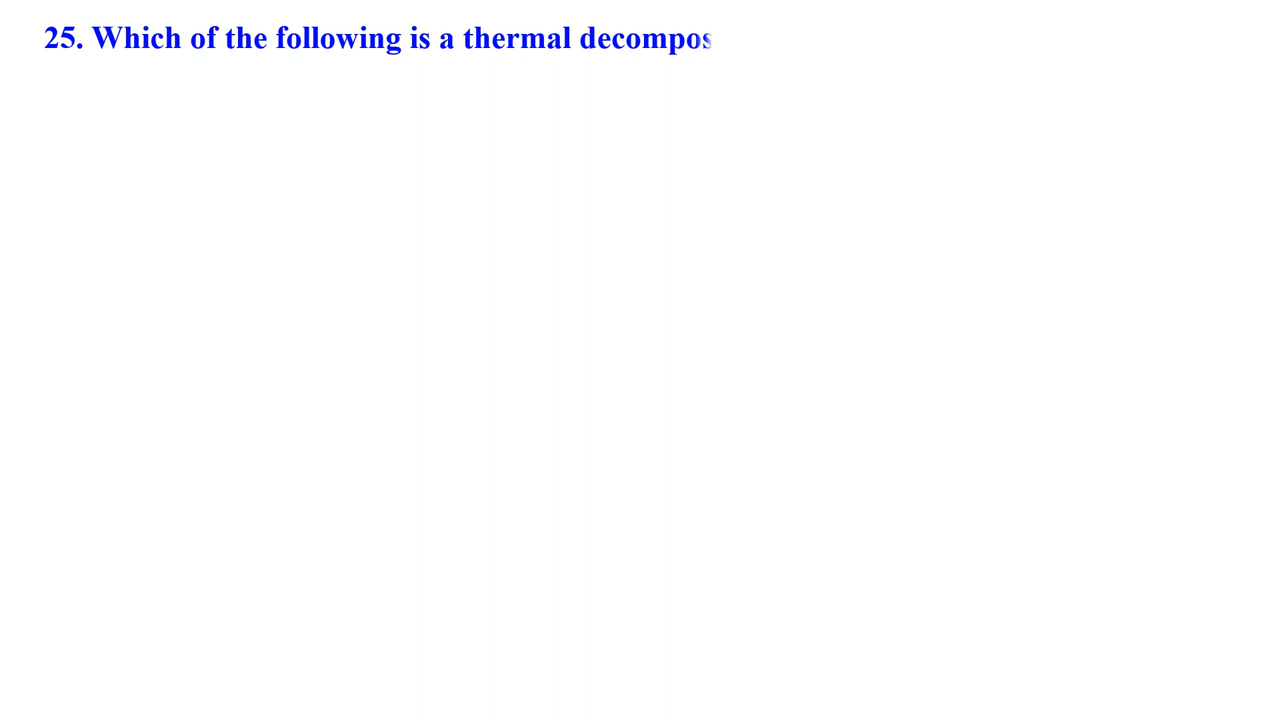 25. Which of the following is a thermal decompos